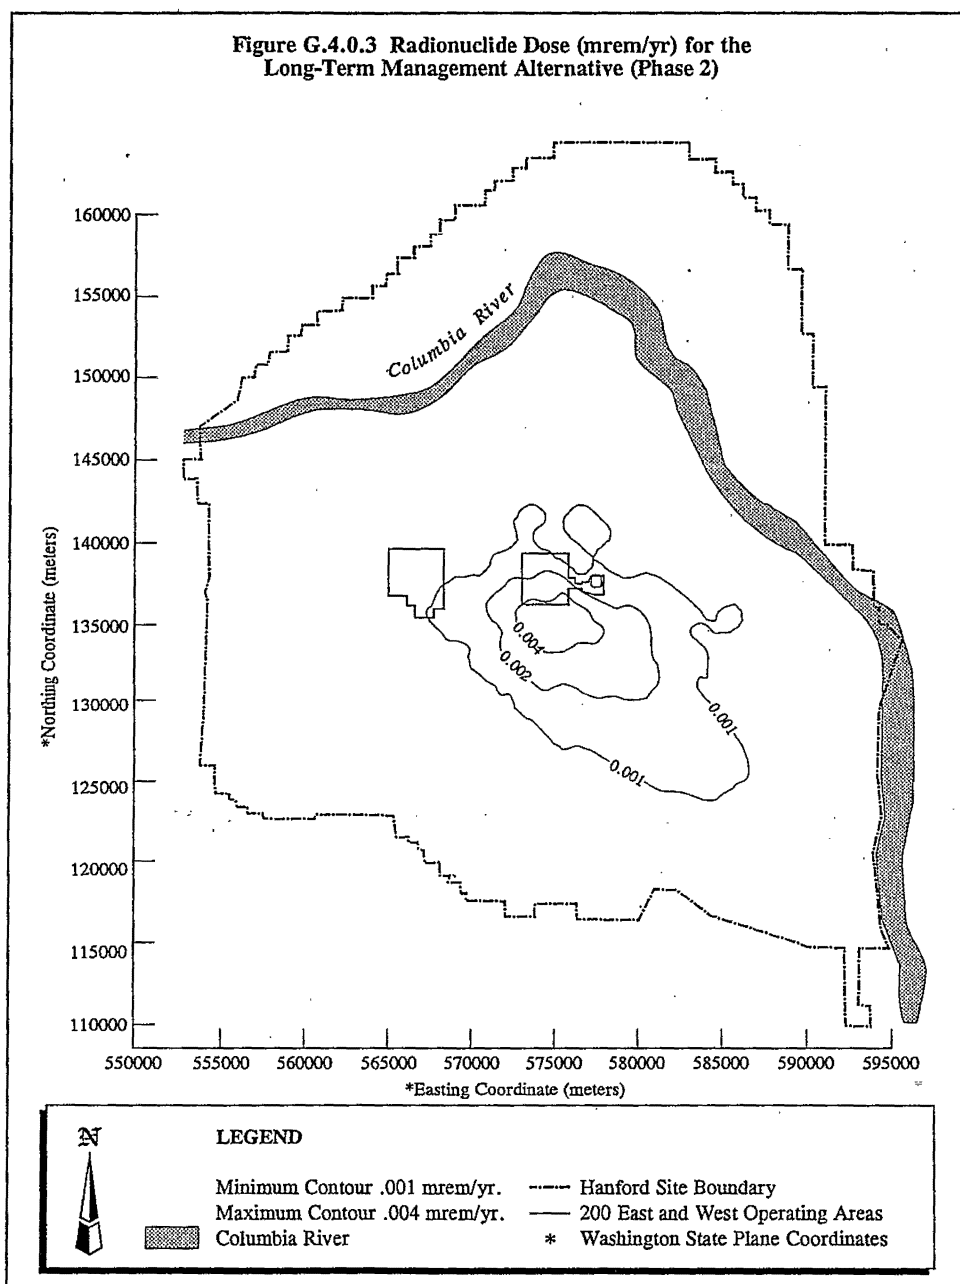 Figure G.4.0.3 Radionuclide Dose (mrem/yr) for the
Long-Term Management Alternative (Phase 2)
160000
155000
150000
145000
140000
135000
130000
125000
120000
115000
110000
*Northing Coordinate (meters)
Columbia River
0.004
0.002
0.001
0.001
550000 555000 560000 565000 570000 575000 580000 585000 590000 595000
*Easting Coordinate (meters)
N
LEGEND
Minimum Contour .001 mrem/yr.
Maximum Contour .004 mrem/yr.
Columbia River
Hanford Site Boundary
200 East and West Operating Areas
* Washington State Plane Coordinates